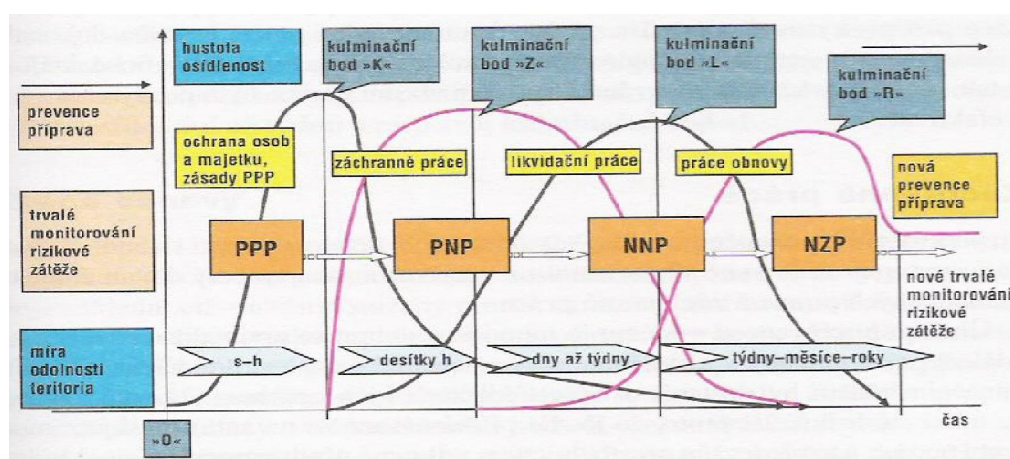 hustota
osídlenost
kulminační
bod »K«
kulminační
bod »Z«
kulminační
bod »L«
kulminační
bod »R«
prevence
příprava
ochrana osob
a majetku,
zásady PPP
záchranné práce
likvidační práce
práce obnovy
nová
prevence
příprava
trvalé
monitorování
rizikové
zátěže
PPP
PNP
NNP
NZP
nové trvalé
monitorování
rizikové
zátěže
míra
odolnosti
teritoria
s–h
desítky h
dny až týdny
týdny–měsíce–roky
čas
»0«